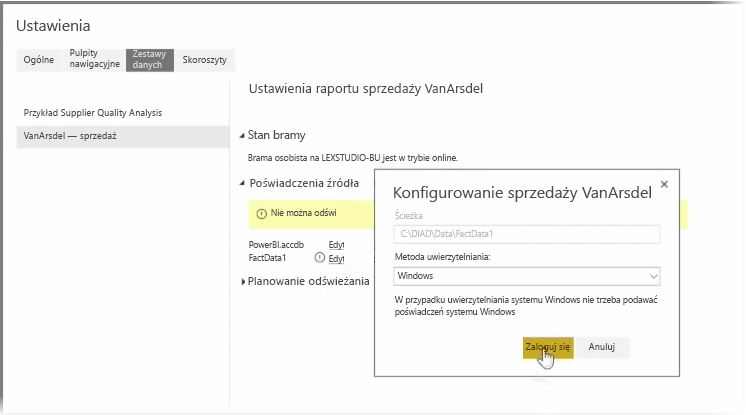 Ustawienia
Ogólne
Pulpity
nawigacyjne
Zestawy
danych
Skoroszyty
Ustawienia raportu sprzedaży VanArsdel
Przykład Supplier Quality Analysis
VanArsdel — sprzedaż
Stan bramy
Brama osobista na LEXSTUDIO-BU jest w trybie online.
Poświadczenia źródła
Nie można odświ
PowerBI.accdb Edyt
FactData1 Edyt
Planowanie odświeżania
Konfigurowanie sprzedaży VanArsdel
Ścieżka
C:\DIAD\Data\FactData1
Metoda uwierzytelniania:
Windows
W przypadku uwierzytelniania systemu Windows nie trzeba podawać
poświadczeń systemu Windows
Zaloguj się
Anuluj